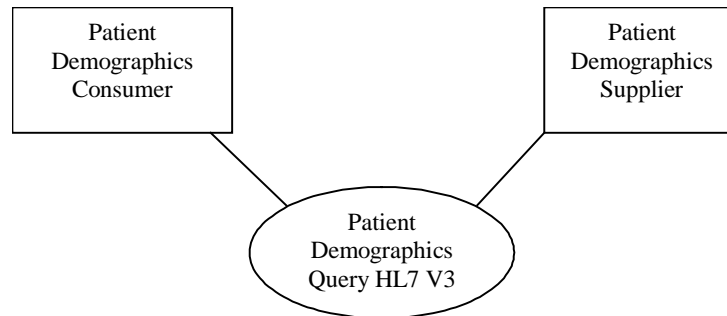 Patient
Demographics
Consumer
Patient
Demographics
Supplier
Patient
Demographics
Query HL7 V3